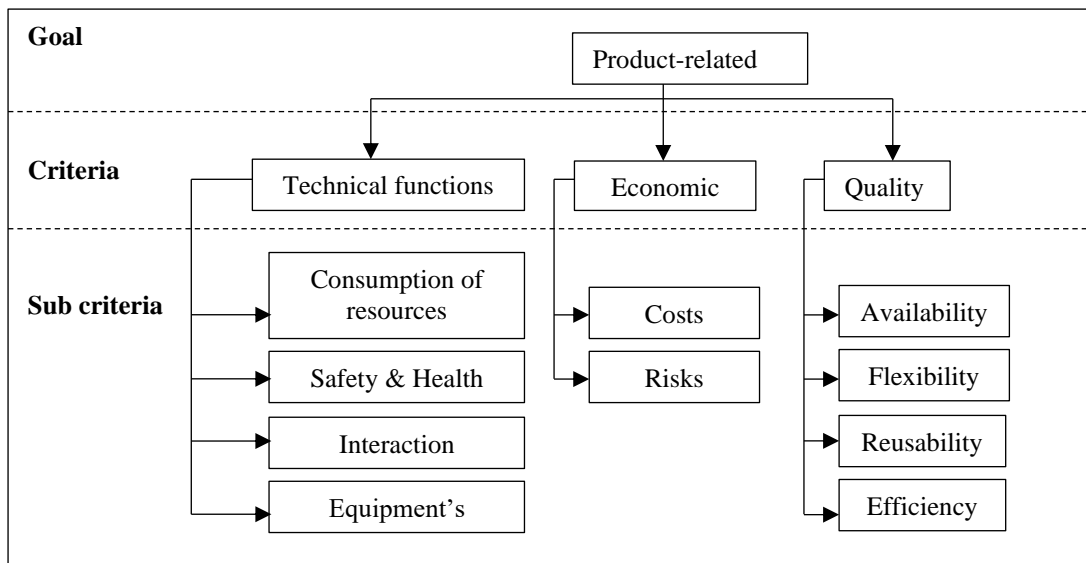 Goal
Product-related
Criteria
Technical functions
Economic
Quality
Sub criteria
Consumption of
resources
Safety & Health
Interaction
Equipment’s
Costs
Risks
Availability
Flexibility
Reusability
Efficiency